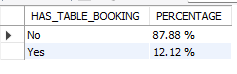 HAS_TABLE_BOOKING PERCENTAGE
No 87.88 %
Yes 12.12 %